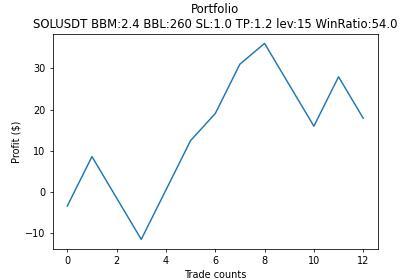 Portfolio
SOLUSDT BBM:2.4 BBL:260 SL:1.0 TP:1.2 lev:15 WinRatio:54.0
Profit ($)
30
20
10
0
−10
0 2 4 6 8 10 12
Trade counts